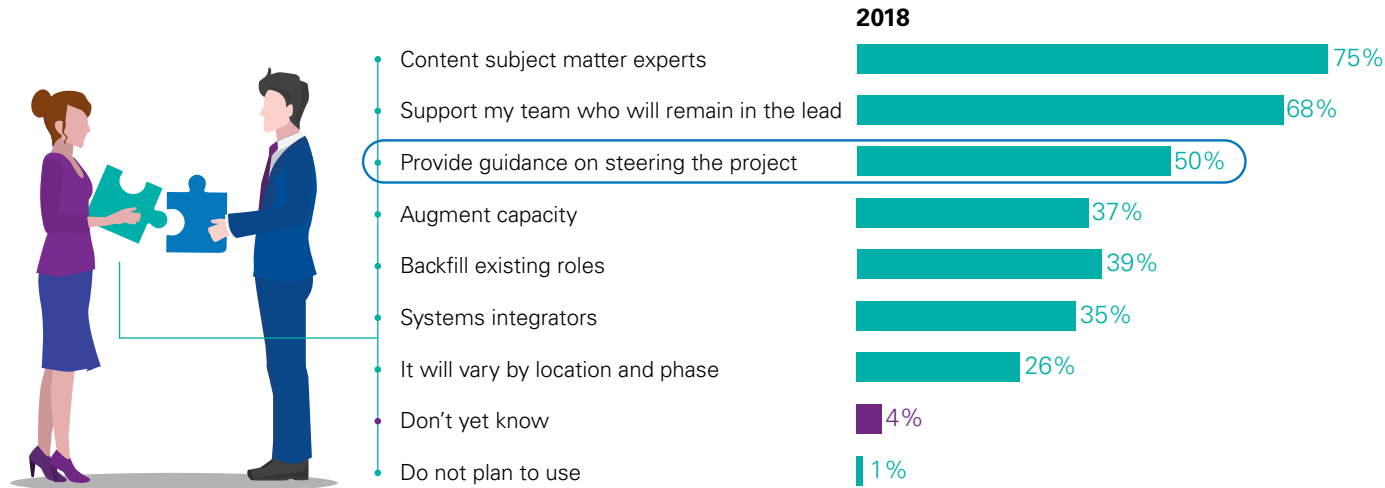 2018
Content subject matter experts 75%
Support my team who will remain in the lead 68%
Provide guidance on steering the project 50%
Augment capacity 37%
Backfill existing roles 39%
Systems integrators 35%
It will vary by location and phase 26%
Don’t yet know 4%
Do not plan to use 1%